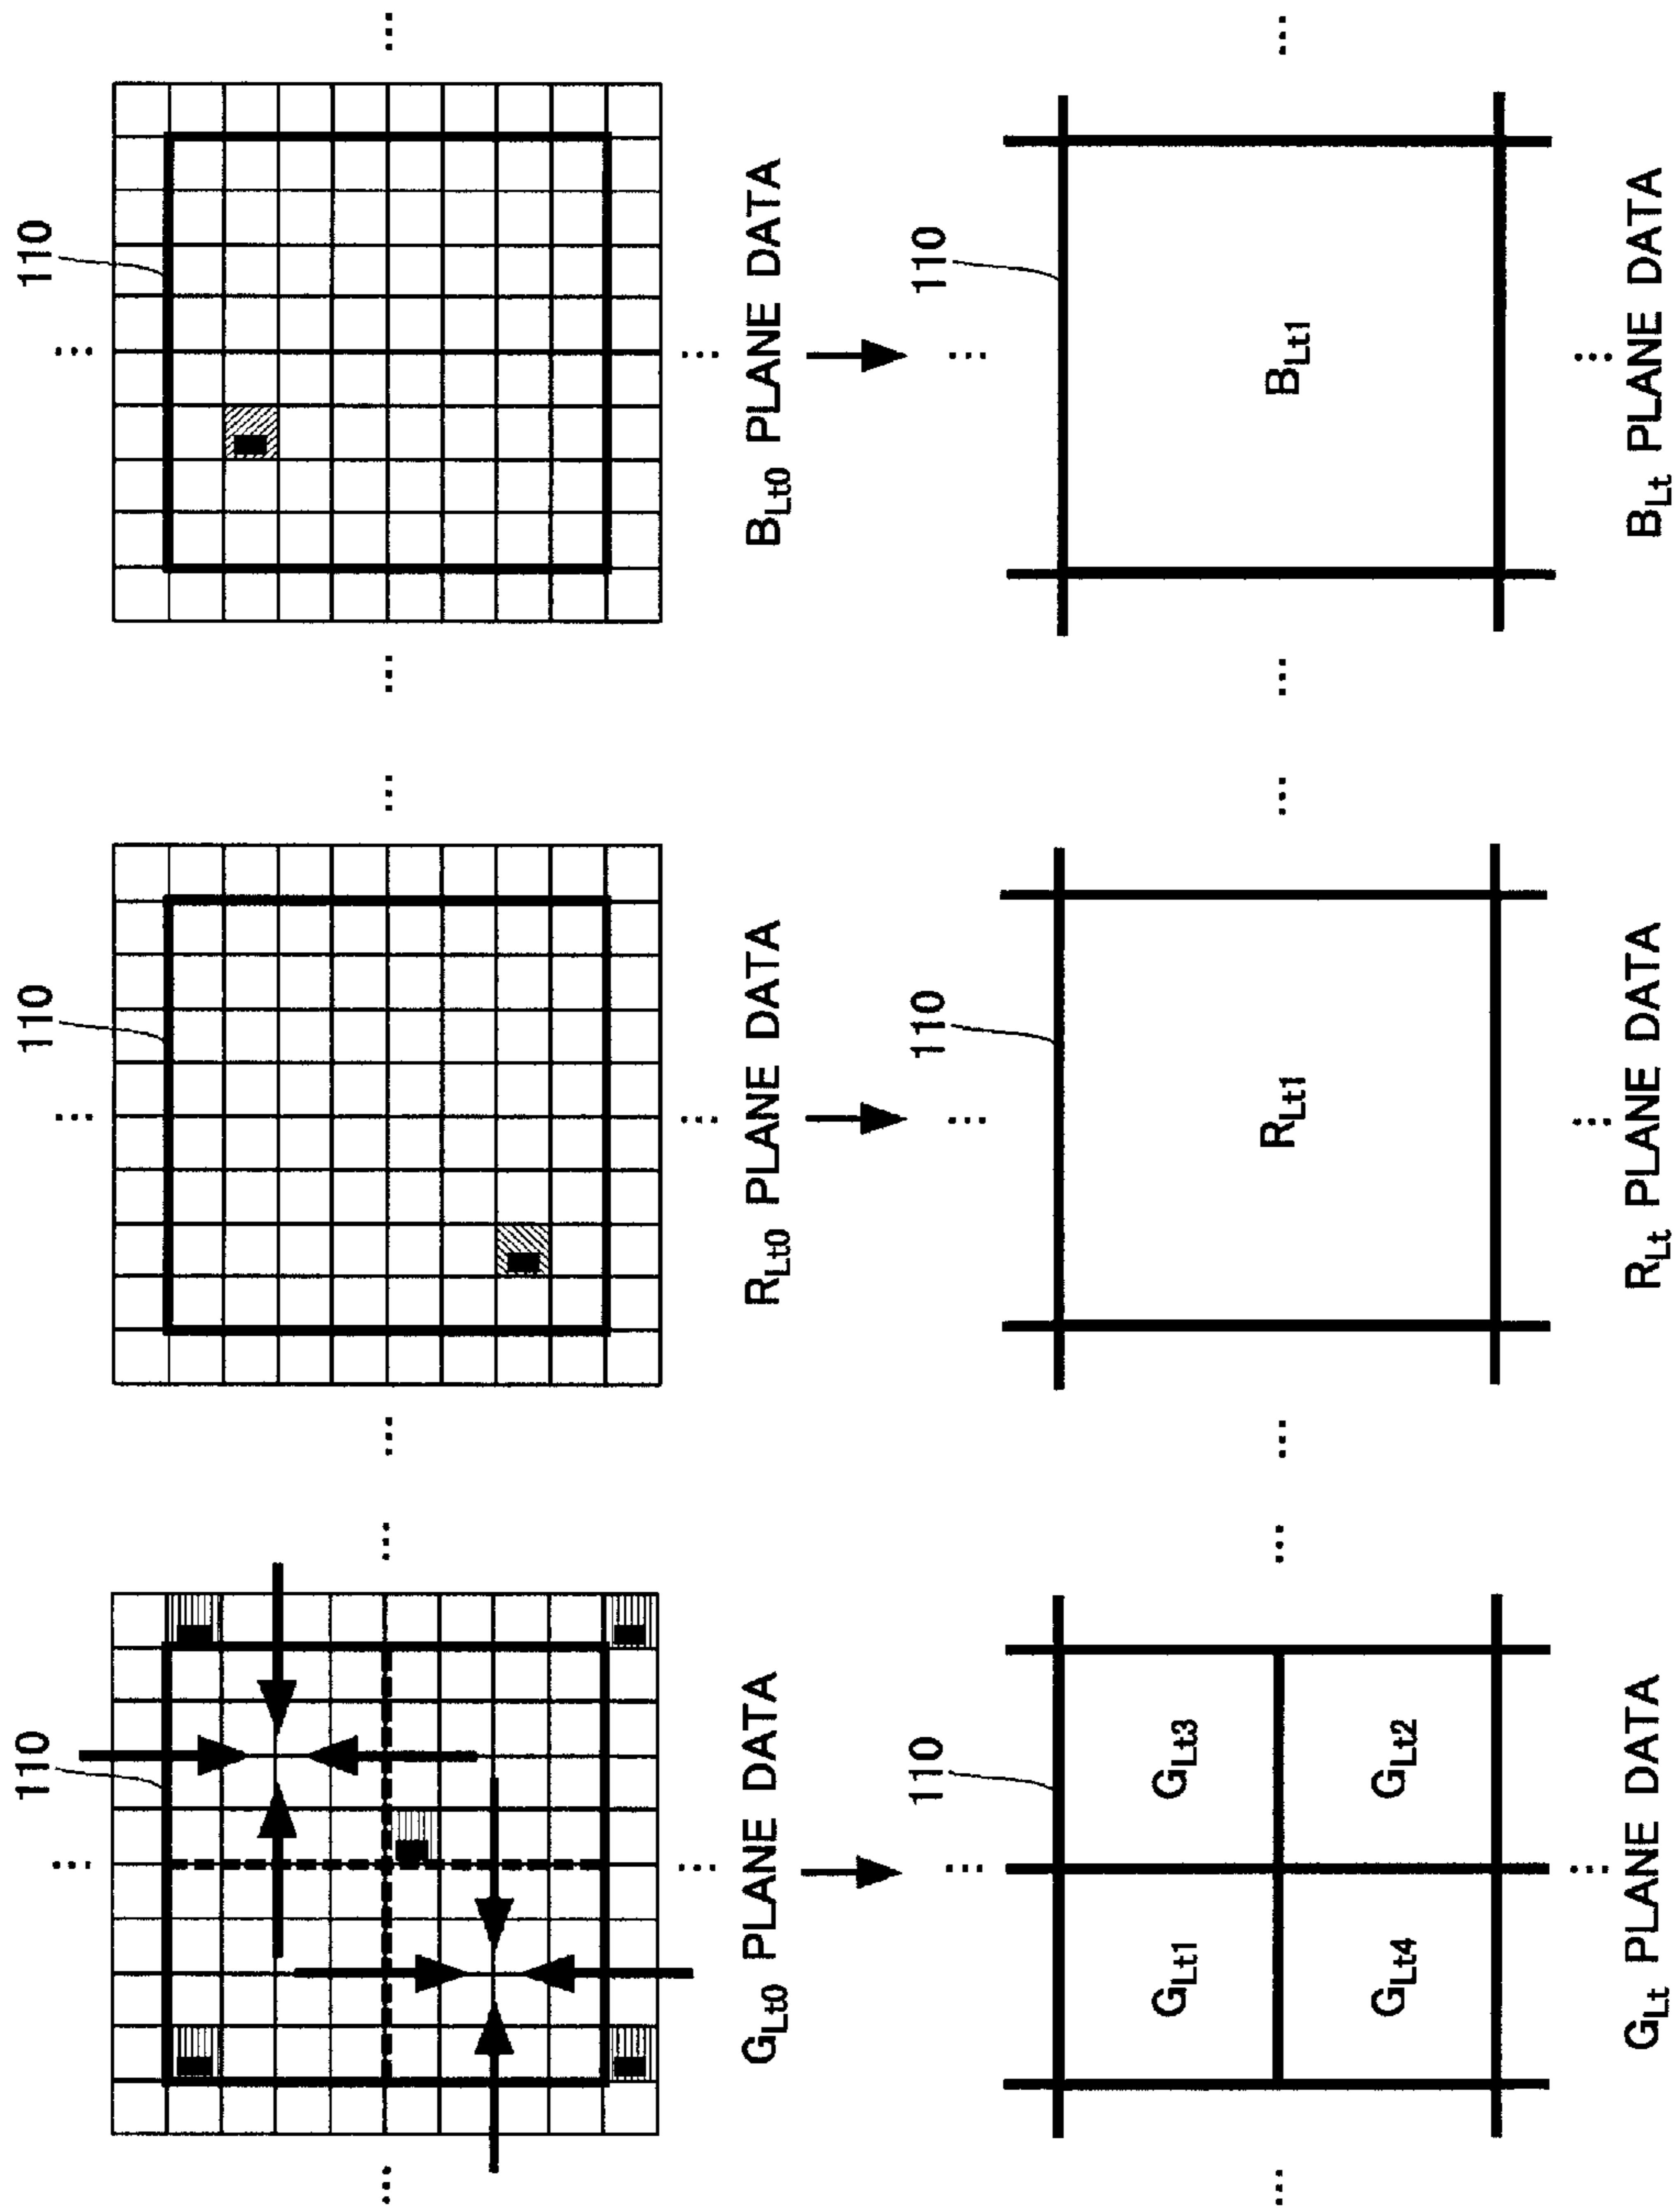 110
110
110
G_Lt0 PLANE DATA
R_Lt0 PLANE DATA
B_Lt0 PLANE DATA
110
110
110
G_Lt1
G_Lt3
G_Lt4
G_Lt2
R_Lt1
B_Lt1
G_Lt PLANE DATA
R_Lt PLANE DATA
B_Lt PLANE DATA